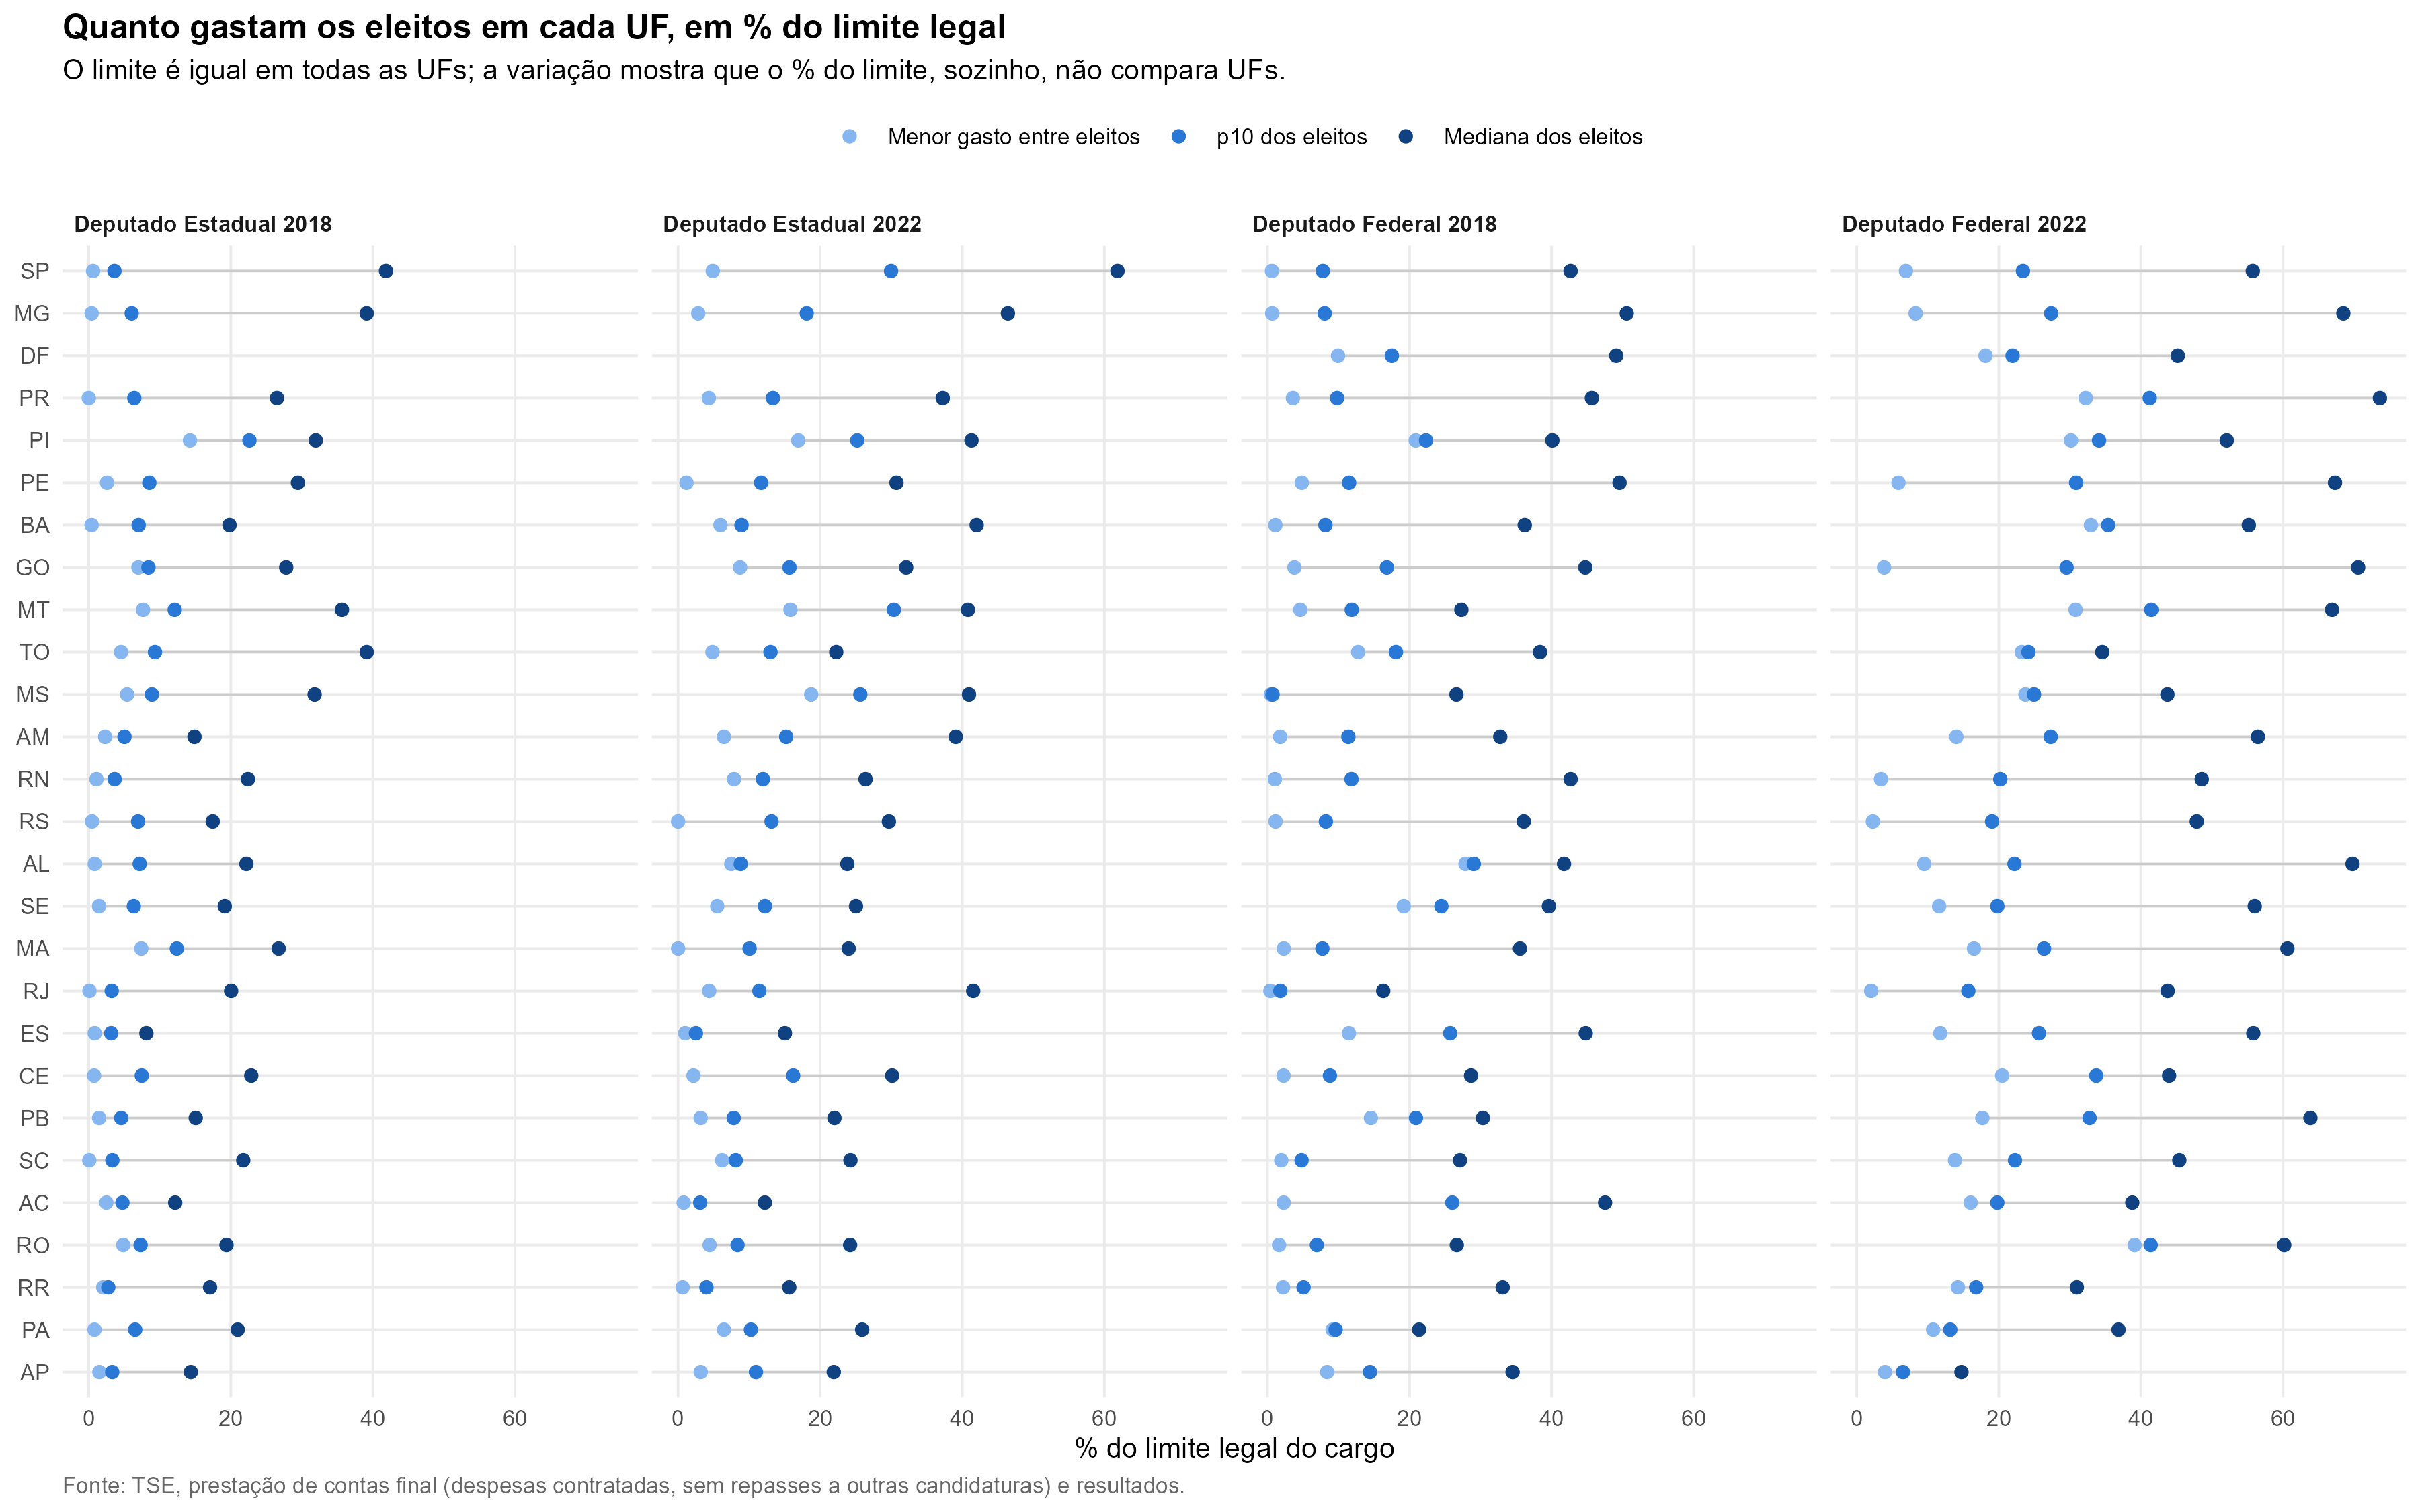 Quanto gastam os eleitos em cada UF, em % do limite legal
O limite é igual em todas as UFs; a variação mostra que o % do limite, sozinho, não compara UFs.
Menor gasto entre eleitos p10 dos eleitos Mediana dos eleitos
Deputado Estadual 2018 Deputado Estadual 2022 Deputado Federal 2018 Deputado Federal 2022
SP
MG
DF
PR
PI
PE
BA
GO
MT
TO
MS
AM
RN
RS
AL
SE
MA
RJ
ES
CE
PB
SC
AC
RO
RR
PA
AP
0 20 40 60 0 20 40 60 0 20 40 60 0 20 40 60
% do limite legal do cargo
Fonte: TSE, prestação de contas final (despesas contratadas, sem repasses a outras candidaturas) e resultados.